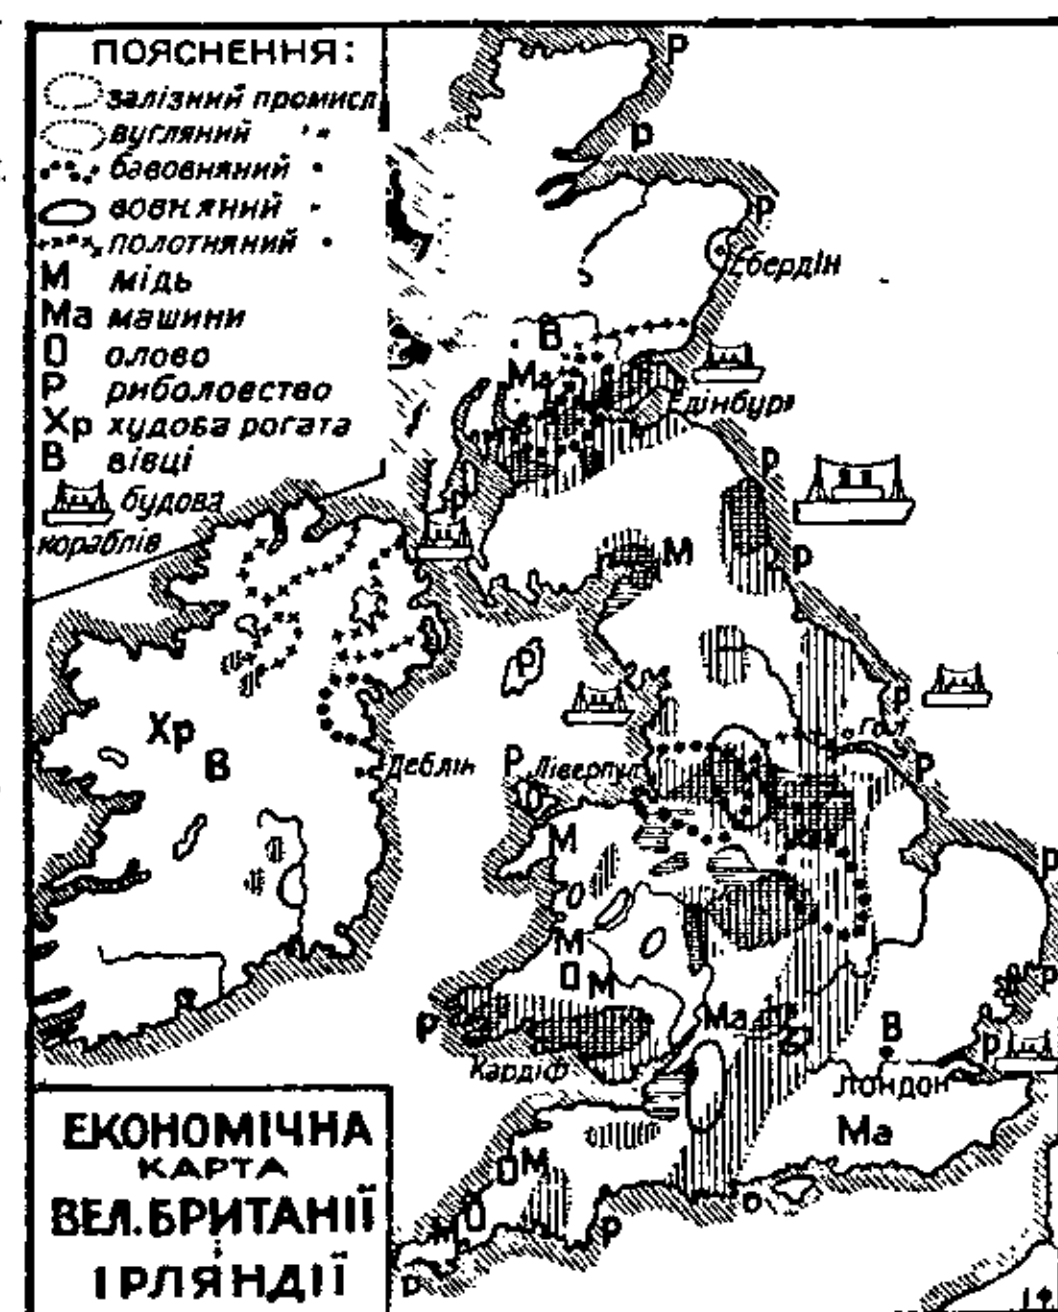 ПОЯСНЕННЯ:
залізний промисл
вугляний "
бавовняний "
вовняний "
полотняний "
М мідь
Ма машини
О олово
Р риболовство
Хр худова рогата
В вівці
будова
кораблів
Р
Р
Р
Ебердін
В
Ма
Едінбург
Р
Р
М
Р
Р
Р
Хр
В
Деблін
Р
Ліверпул
Гол
Р
М
О
Р
М
О
М
Р
Р
Ма
В
Р
Кардіф
Лондон
Ма
О
М
О
М
Р
Р
ЕКОНОМІЧНА
КАРТА
ВЕЛ. БРИТАНІЇ
і
ІРЛЯНДІЇ